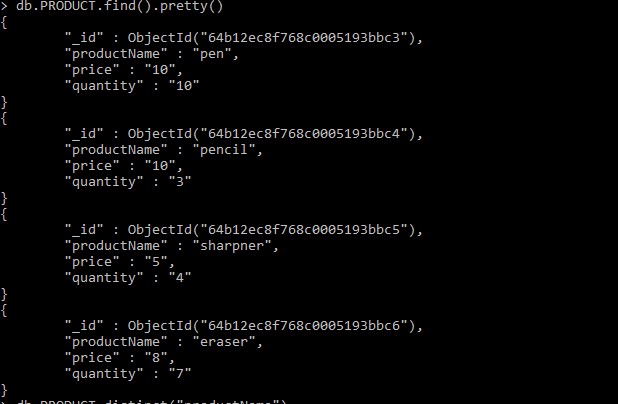 > db.PRODUCT.find().pretty()
{
"_id" : ObjectId("64b12ec8f768c0005193bbc3"),
"productName" : "pen",
"price" : "10",
"quantity" : "10"
}
{
"_id" : ObjectId("64b12ec8f768c0005193bbc4"),
"productName" : "pencil",
"price" : "10",
"quantity" : "3"
}
{
"_id" : ObjectId("64b12ec8f768c0005193bbc5"),
"productName" : "sharpner",
"price" : "5",
"quantity" : "4"
}
{
"_id" : ObjectId("64b12ec8f768c0005193bbc6"),
"productName" : "eraser",
"price" : "8",
"quantity" : "7"
}
> db.PRODUCT.distinct("productName")